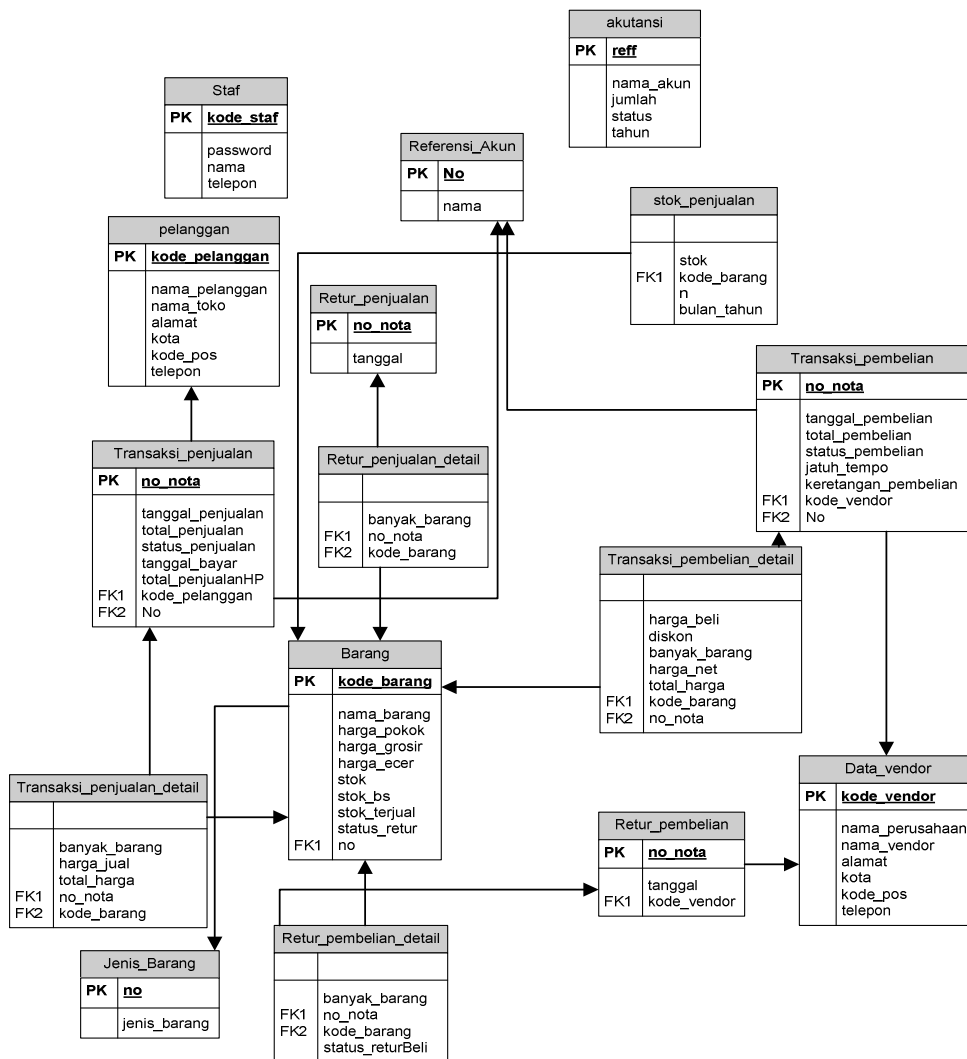 akutansi
PK reff
nama_akun
jumlah
status
tahun
Staf
PK kode_staf
password
nama
telepon
Referensi_Akun
PK No
nama
stok_penjualan
stok
FK1 kode_barang
n
bulan_tahun
pelanggan
PK kode_pelanggan
nama_pelanggan
nama_toko
alamat
kota
kode_pos
telepon
Retur_penjualan
PK no_nota
tanggal
Transaksi_pembelian
PK no_nota
tanggal_pembelian
total_pembelian
status_pembelian
jatuh_tempo
keretangan_pembelian
FK1 kode_vendor
FK2 No
Transaksi_penjualan
PK no_nota
tanggal_penjualan
total_penjualan
status_penjualan
tanggal_bayar
total_penjualanHP
FK1 kode_pelanggan
FK2 No
Retur_penjualan_detail
banyak_barang
FK1 no_nota
FK2 kode_barang
Transaksi_pembelian_detail
harga_beli
diskon
banyak_barang
harga_net
total_harga
FK1 kode_barang
FK2 no_nota
Barang
PK kode_barang
nama_barang
harga_pokok
harga_grosir
harga_ecer
stok
stok_bs
stok_terjual
status_retur
FK1 no
Data_vendor
PK kode_vendor
nama_perusahaan
nama_vendor
alamat
kota
kode_pos
telepon
Transaksi_penjualan_detail
banyak_barang
harga_jual
total_harga
FK1 no_nota
FK2 kode_barang
Retur_pembelian
PK no_nota
tanggal
FK1 kode_vendor
Retur_pembelian_detail
banyak_barang
FK1 no_nota
FK2 kode_barang
status_returBeli
Jenis_Barang
PK no
jenis_barang